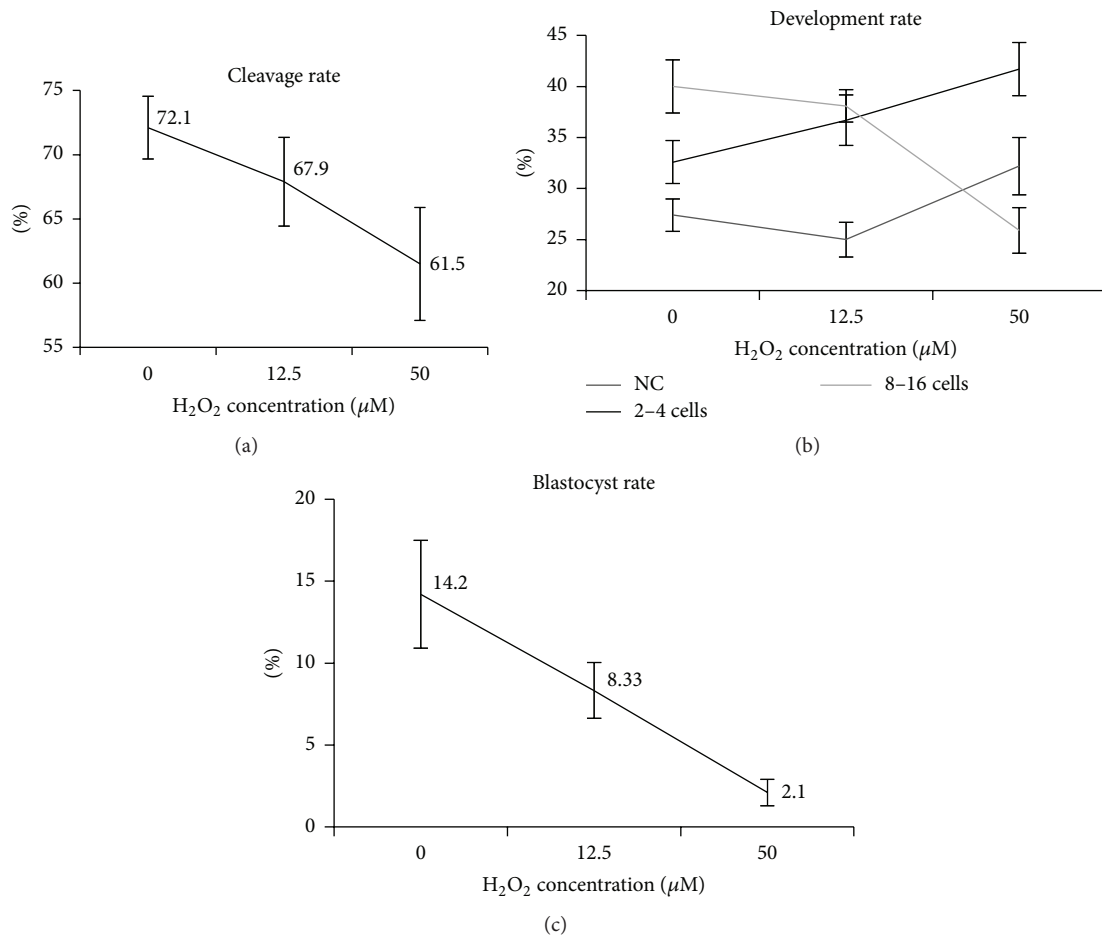 Cleavage rate
75
70
65
60
55
(%)
72.1
67.9
61.5
0 12.5 50
H₂O₂ concentration (μM)
(a)
Development rate
45
40
35
30
25
20
(%)
0 12.5 50
H₂O₂ concentration (μM)
NC 8–16 cells
2–4 cells
(b)
Blastocyst rate
20
15
10
5
0
(%)
14.2
8.33
2.1
0 12.5 50
H₂O₂ concentration (μM)
(c)